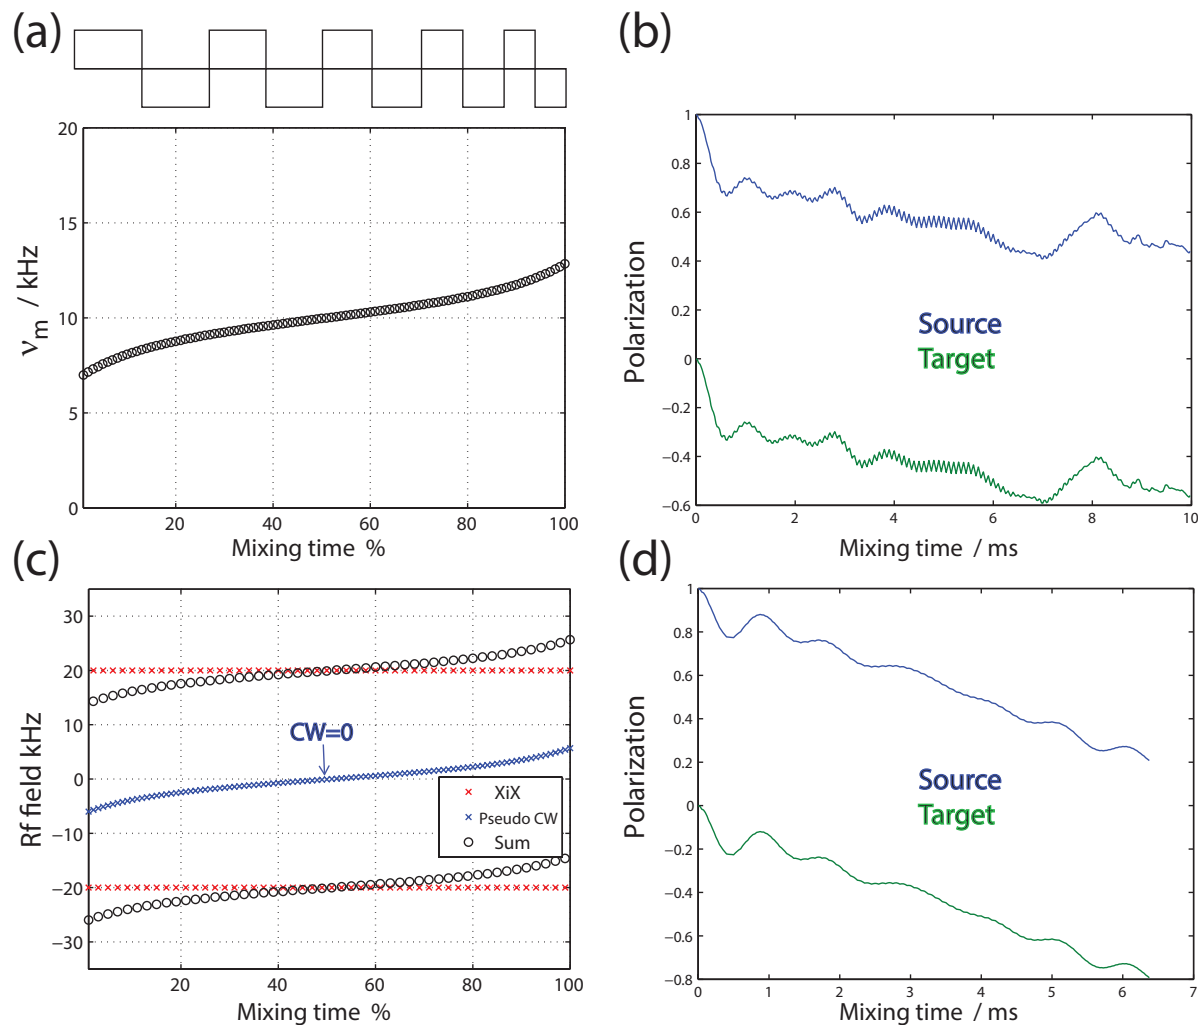 (a)
20
15
10
5
0
νm / kHz
20 40 60 80 100
Mixing time %
(b)
1
0.8
0.6
0.4
0.2
0
−0.2
−0.4
−0.6
Polarization
Source
Target
0 2 4 6 8 10
Mixing time / ms
(c)
30
20
10
0
−10
−20
−30
Rf field kHz
CW=0
XiX
Pseudo CW
Sum
20 40 60 80 100
Mixing time %
(d)
1
0.8
0.6
0.4
0.2
0
−0.2
−0.4
−0.6
−0.8
Polarization
Source
Target
0 1 2 3 4 5 6 7
Mixing time / ms